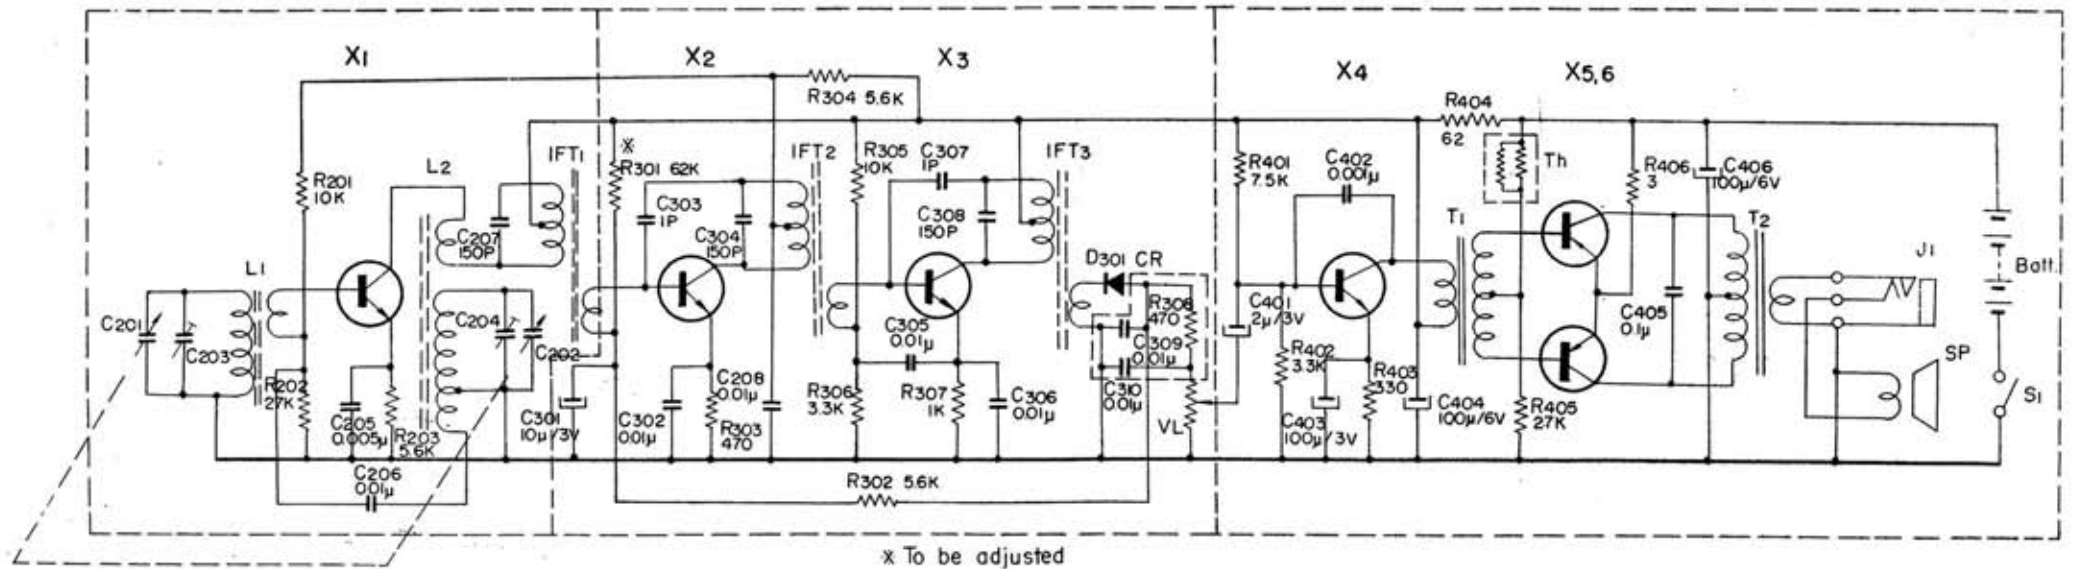 X1
X2
X3
X4
X5,6
R304 5.6K
R404
62
IFT1
※
R301 62K
IFT2
R305
10K
C307
1P
IFT3
R401
7.5K
C402
0.001μ
Th
R406
3
C406
100μ/6V
R201
10K
L2
C207
150P
C303
1P
C304
150P
C308
150P
T1
T2
J1
Batt.
L1
D301 CR
C201
C203
C204
C202
R308
470
C309
0.01μ
C310
0.01μ
C401
2μ/3V
C405
0.1μ
R202
27K
C205
0.005μ
R203
5.6K
C301
10μ/3V
C302
0.01μ
C208
0.01μ
R303
470
C305
0.01μ
R306
3.3K
R307
1K
C306
0.01μ
VL
R402
3.3K
R403
330
C403
100μ/3V
C404
100μ/6V
R405
27K
SP
S1
C206
0.01μ
R302 5.6K
※ To be adjusted